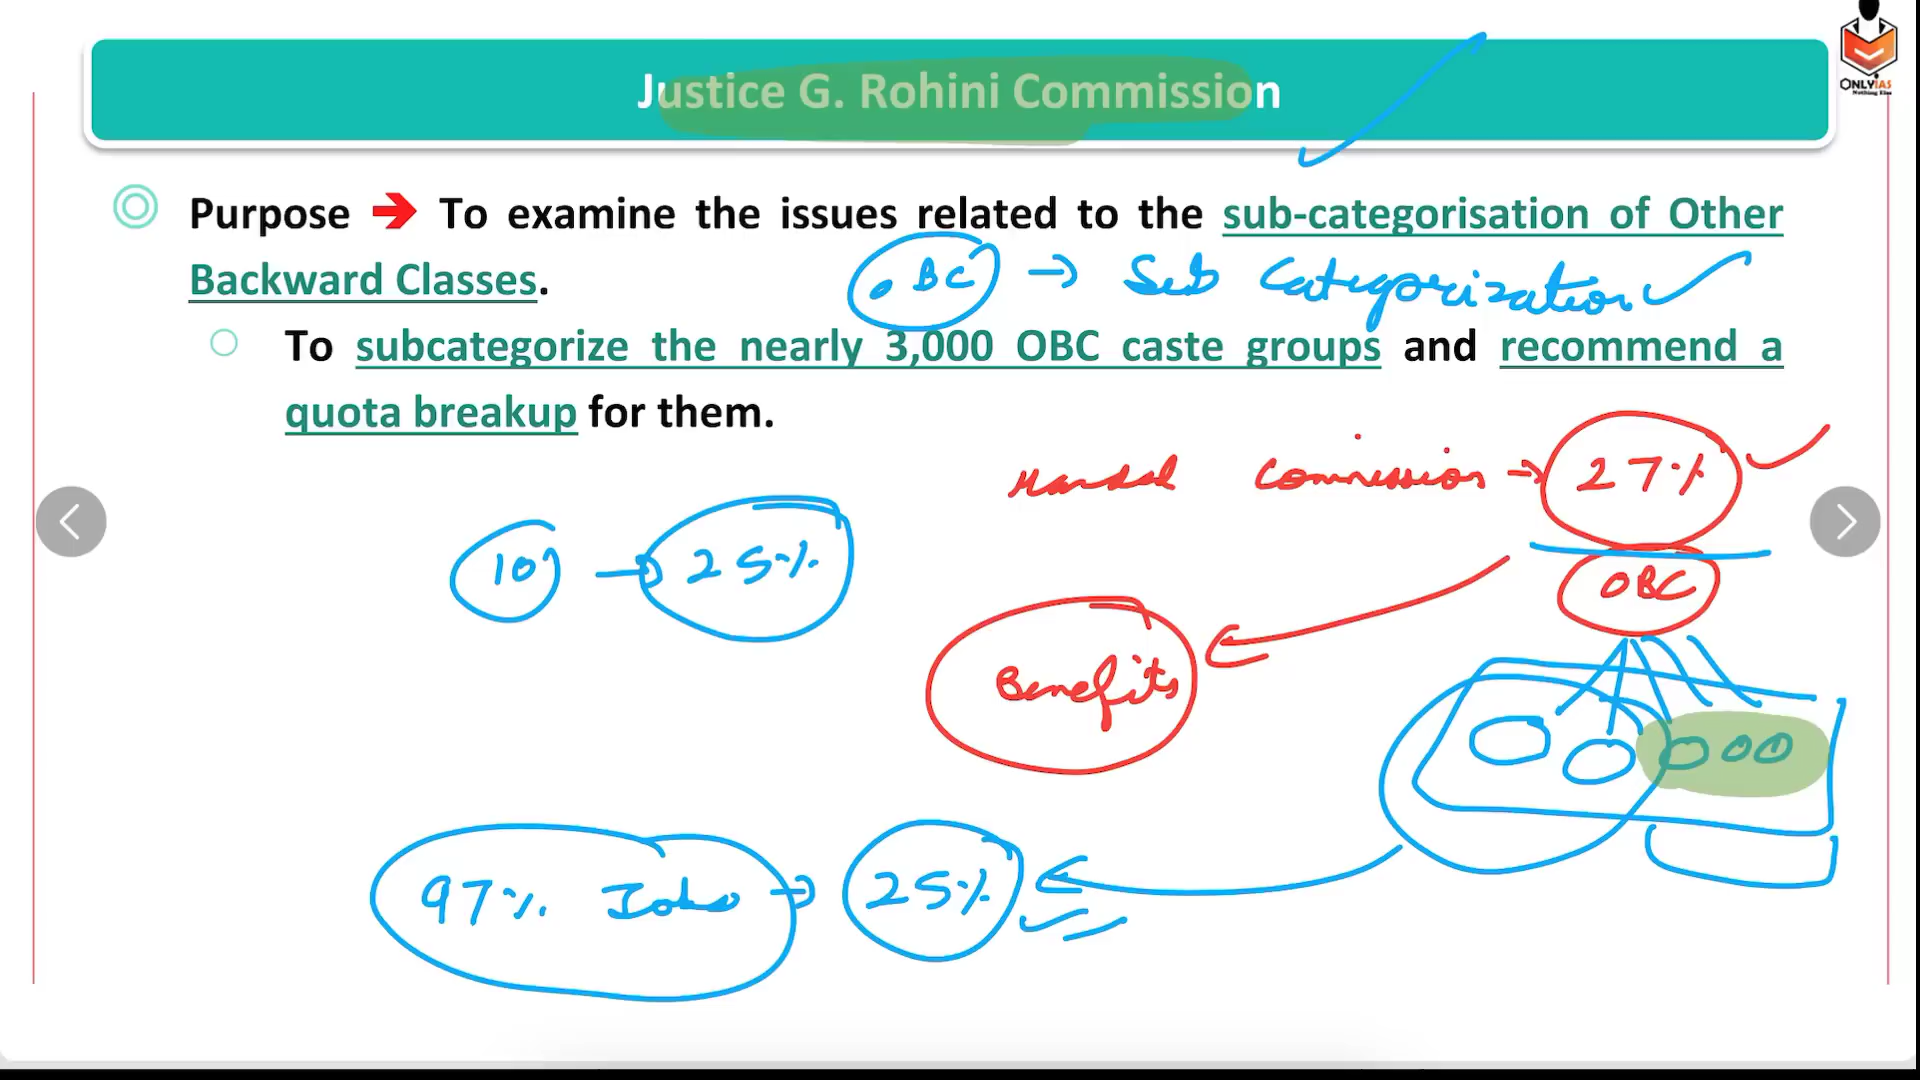 Justice G. Rohini Commission
ONLYIAS
Nothing Else
Purpose → To examine the issues related to the sub-categorisation of Other
Backward Classes.
OBC → Sub Categorization
To subcategorize the nearly 3,000 OBC caste groups and recommend a
quota breakup for them.
Mandal Commission → 27%
10 → 25%
OBC
Benefits
97% Jobs → 25%